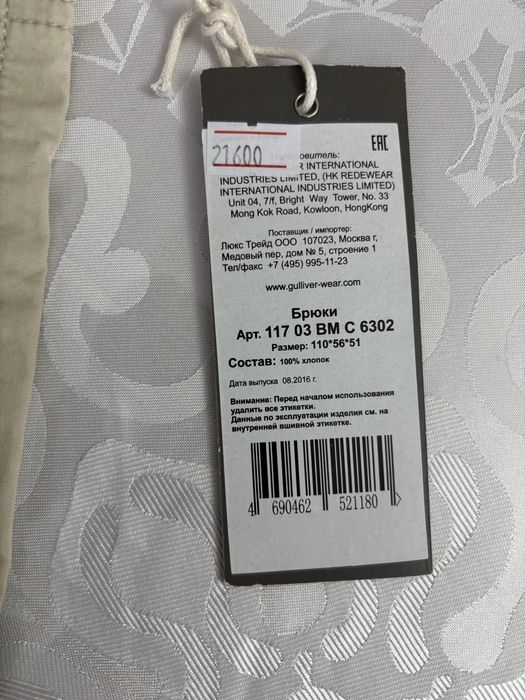 EAC
21600
овитель:
R INTERNATIONAL
INDUSTRIES LIMITED, (HK REDEWEAR
INTERNATIONAL INDUSTRIES LIMITED)
Unit 04, 7/f, Bright Way Tower, No. 33
Mong Kok Road, Kowloon, HongKong
Поставщик / импортер:
Люкс Трейд ООО 107023, Москва г,
Медовый пер, дом № 5, строение 1
Тел/факс +7 (495) 995-11-23
www.gulliver-wear.com
Брюки
Арт. 117 03 BM C 6302
Размер: 110*56*51
Состав: 100% хлопок
Дата выпуска 08.2016 г.
Внимание: Перед началом использования
удалить все этикетки.
Данные по эксплуатации изделия см. на
внутренней вшивной этикетке.
4 690462 521180 >